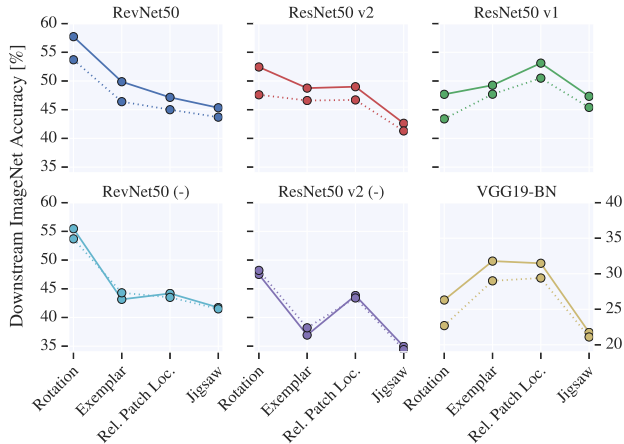 RevNet50
ResNet50 v2
ResNet50 v1
60
55
50
45
40
35
Downstream ImageNet Accuracy [%]
RevNet50 (-)
ResNet50 v2 (-)
VGG19-BN
60
55
50
45
40
35
40
35
30
25
20
Rotation
Exemplar
Rel. Patch Loc.
Jigsaw
Rotation
Exemplar
Rel. Patch Loc.
Jigsaw
Rotation
Exemplar
Rel. Patch Loc.
Jigsaw